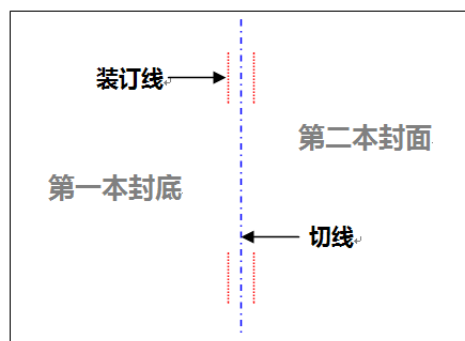 装订线
第二本封面
第一本封底
切线